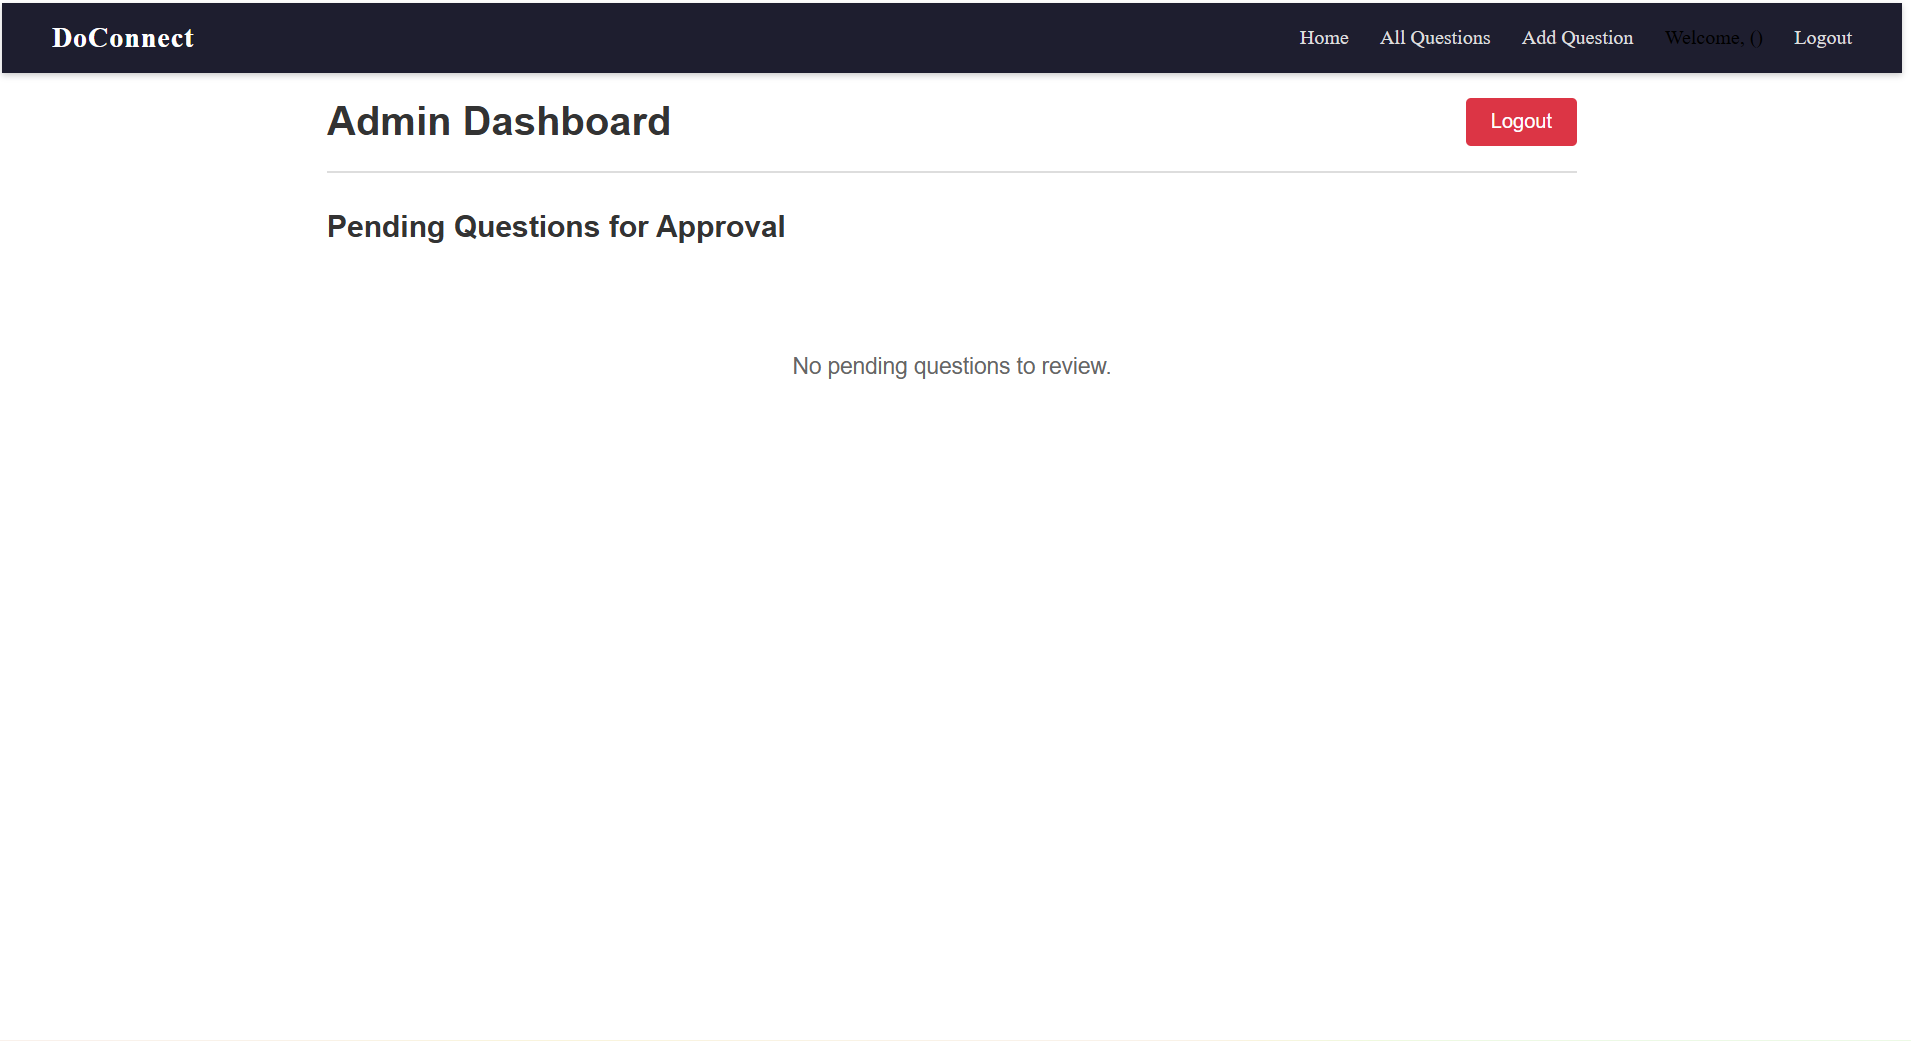 DoConnect Home All Questions Add Question Welcome, () Logout
Admin Dashboard Logout
Pending Questions for Approval
No pending questions to review.